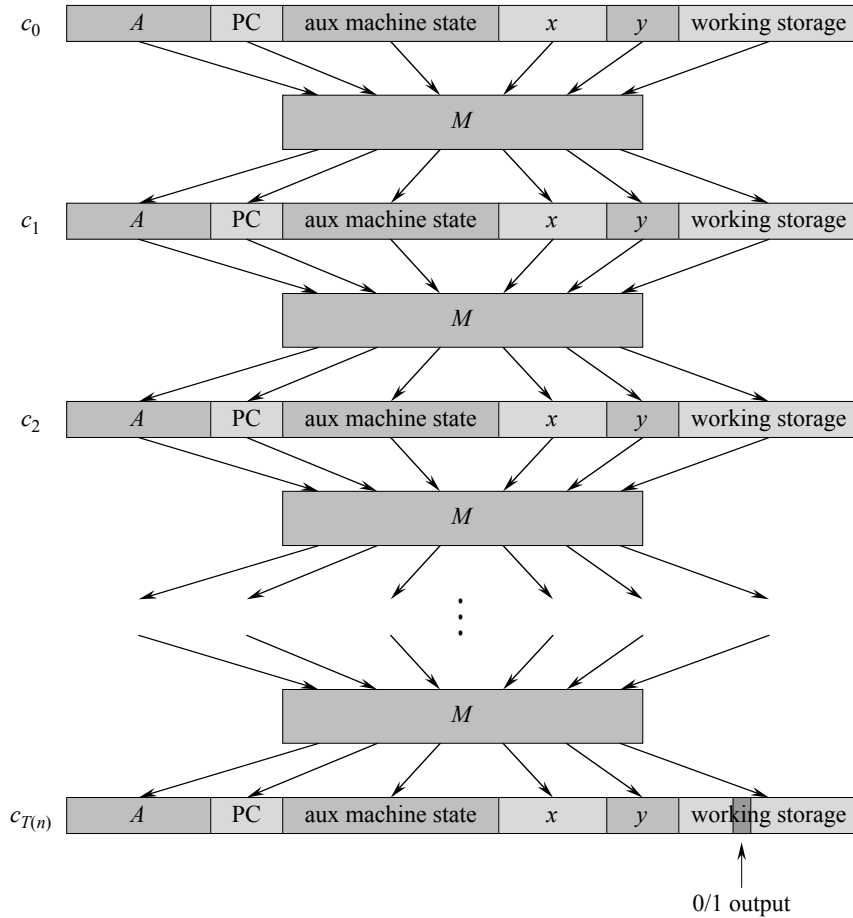 c0 A PC aux machine state x y working storage
M
c1 A PC aux machine state x y working storage
M
c2 A PC aux machine state x y working storage
M
⋮
M
cT(n) A PC aux machine state x y working storage
0/1 output